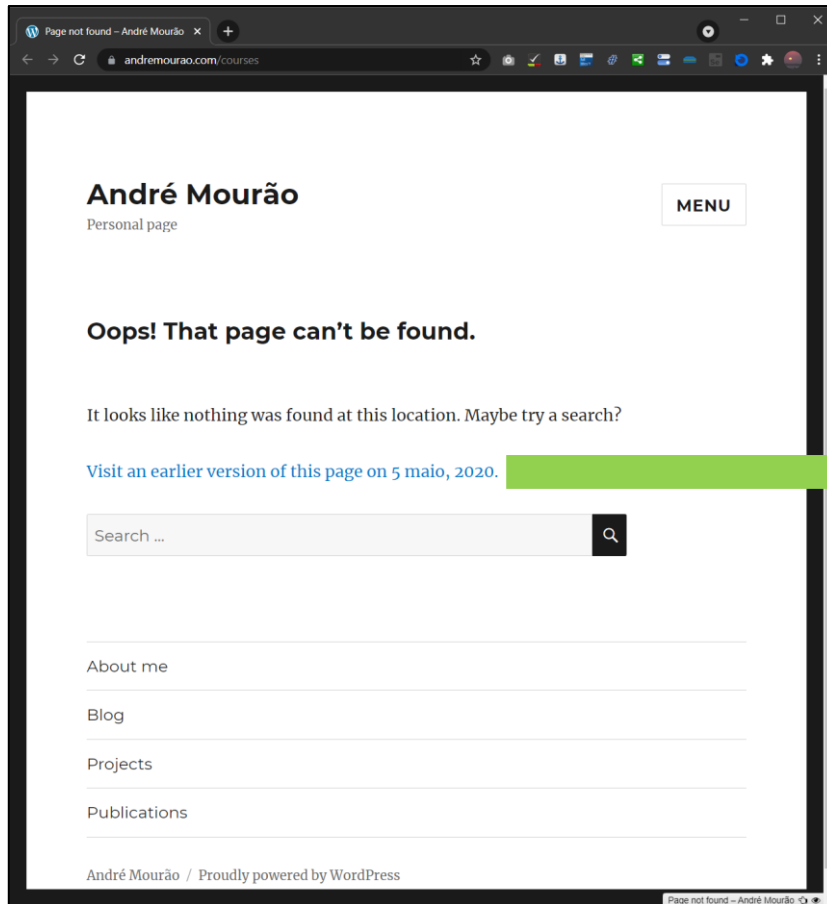 Page not found – André Mourão
andremourao.com/courses
André Mourão
Personal page
MENU
Oops! That page can’t be found.
It looks like nothing was found at this location. Maybe try a search?
Visit an earlier version of this page on 5 maio, 2020.
Search ...
About me
Blog
Projects
Publications
André Mourão / Proudly powered by WordPress
Page not found – André Mourão